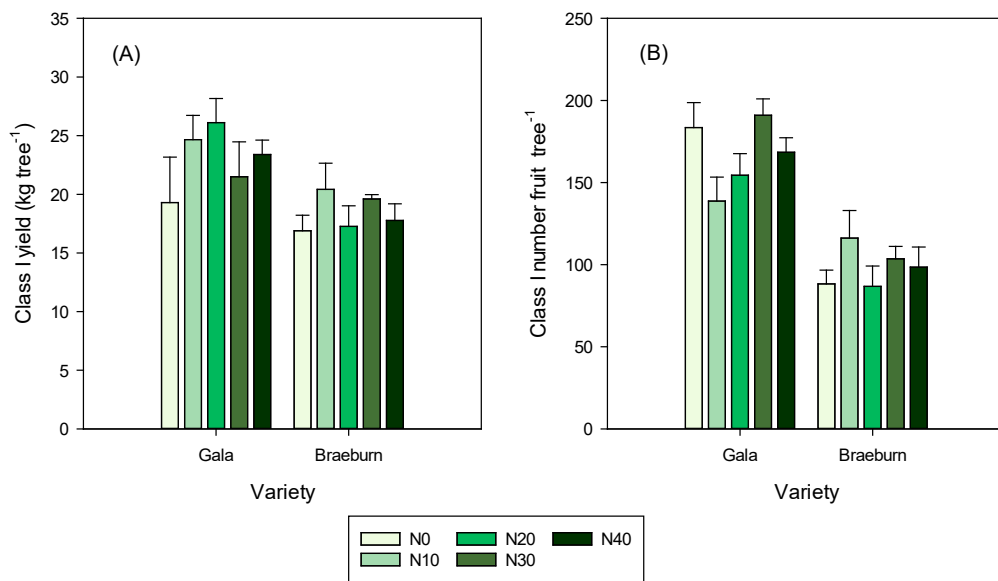 (A)
Class I yield (kg tree⁻¹)
35
30
25
20
15
10
5
0
Gala Braeburn
Variety
(B)
Class I number fruit tree⁻¹
250
200
150
100
50
0
Gala Braeburn
Variety
N0 N20 N40
N10 N30